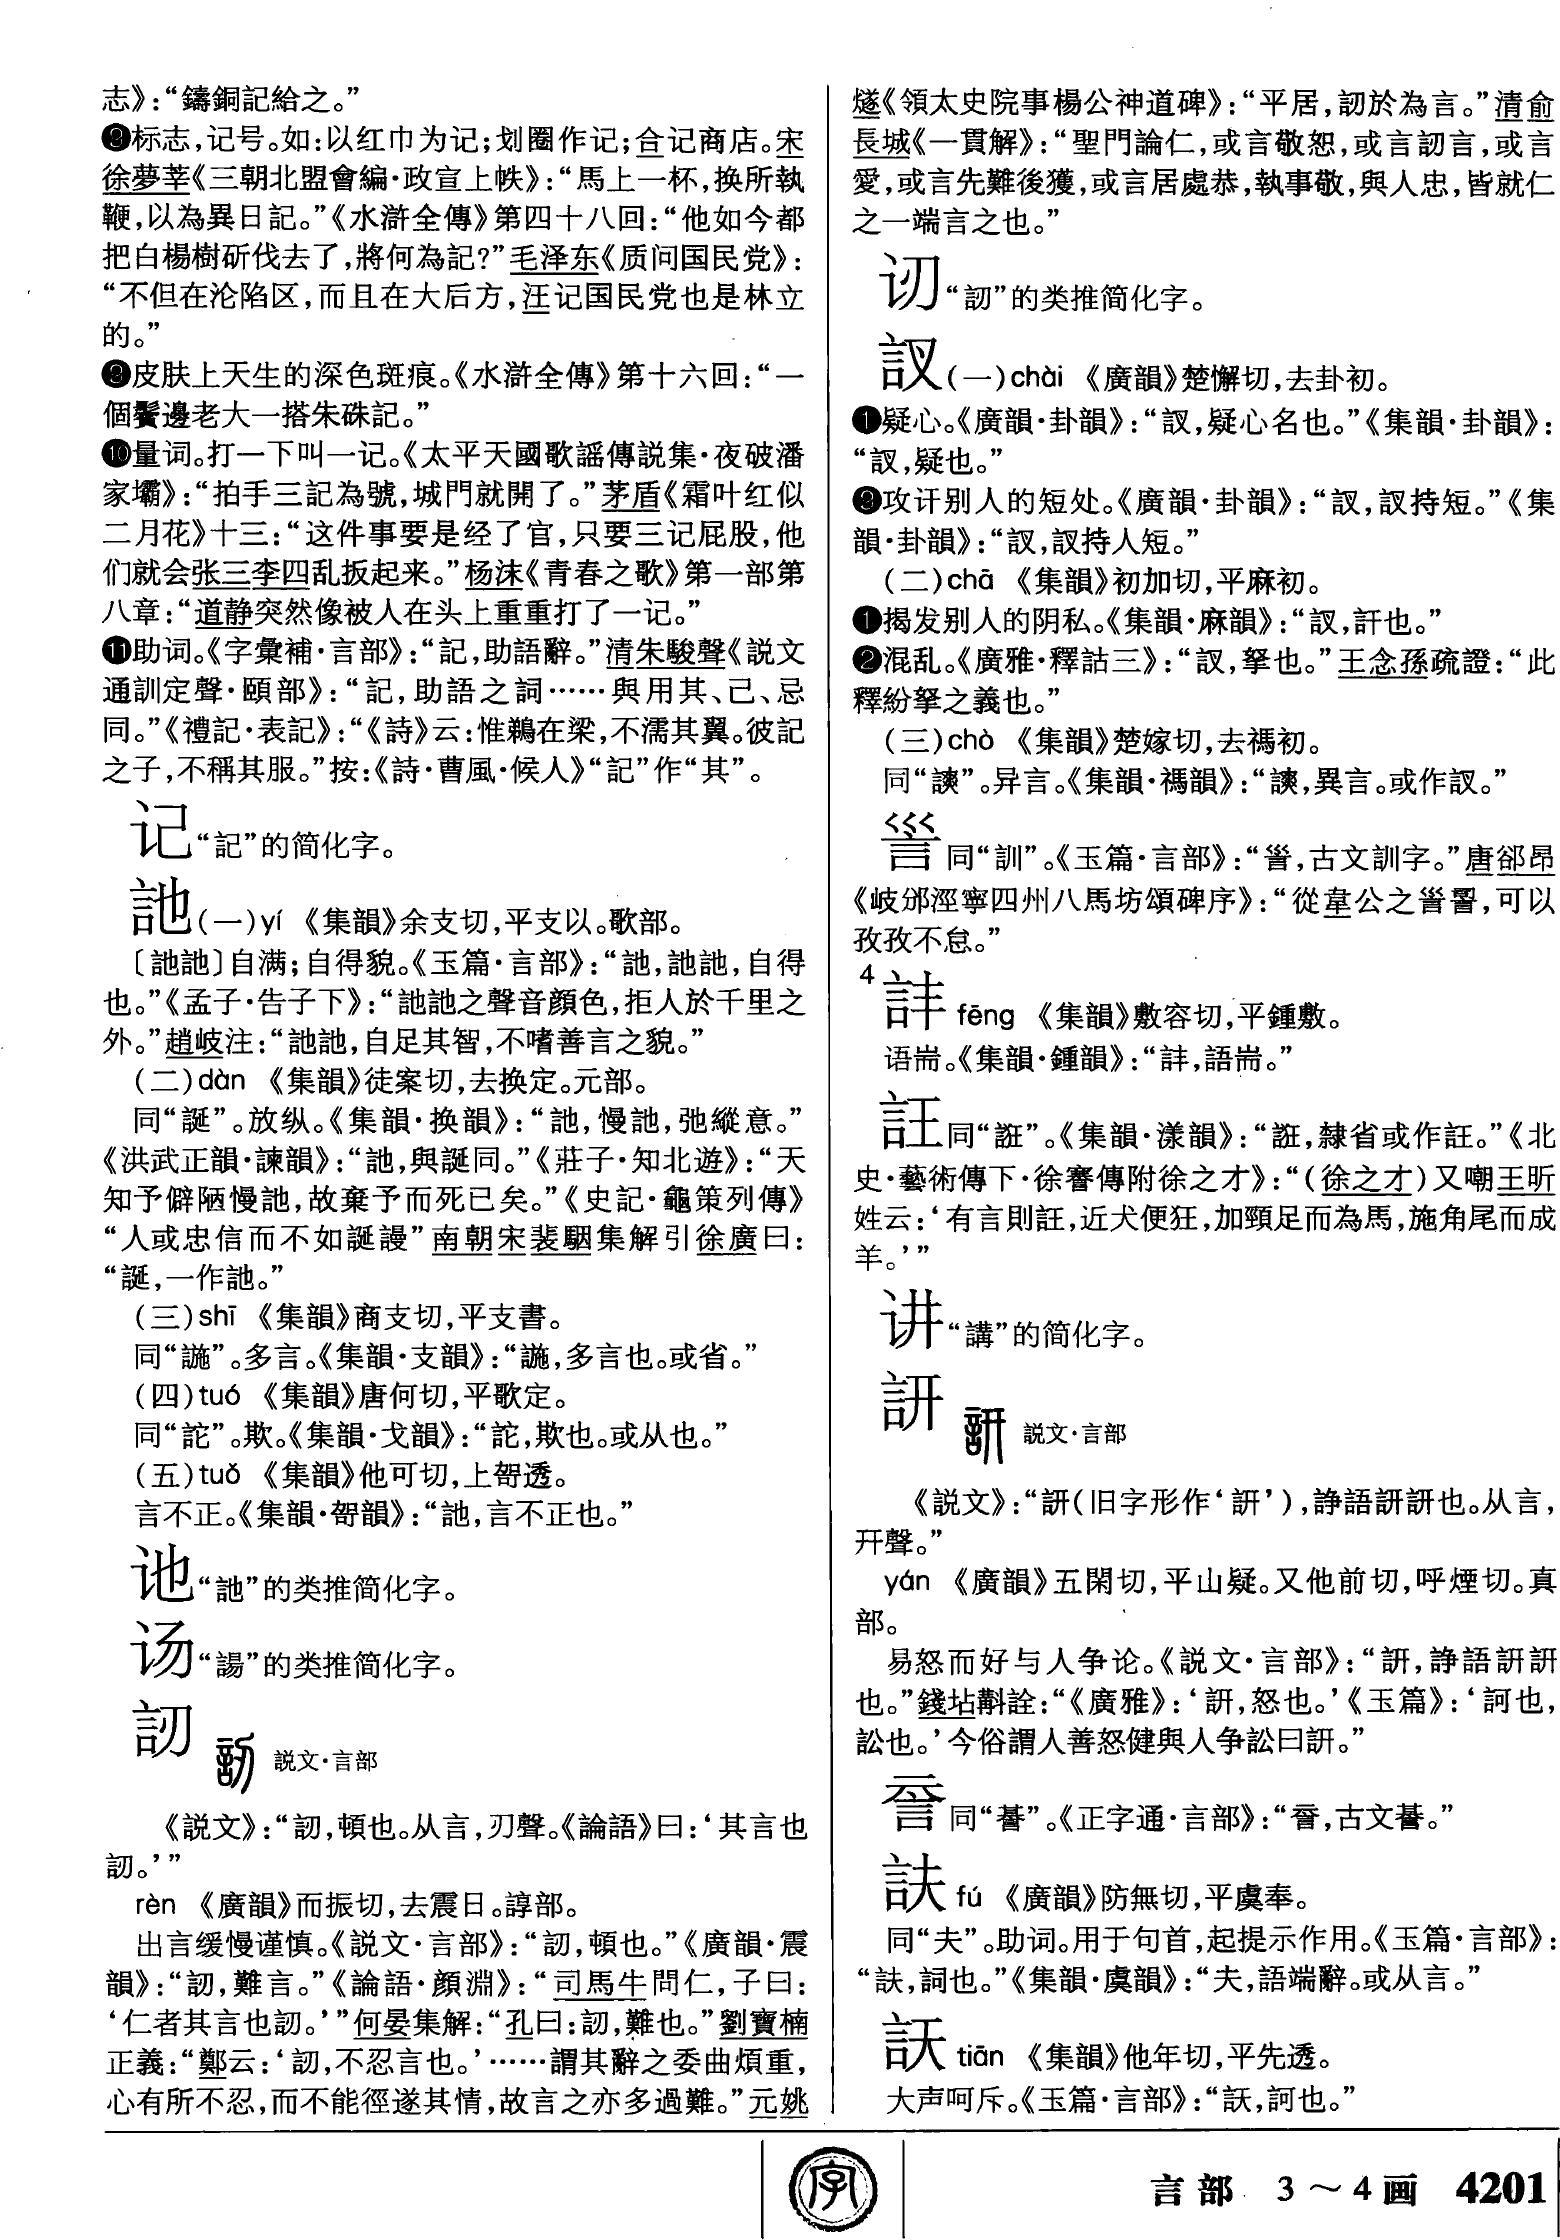 志》：“鑄銅記給之。”
❽标志，记号。如：以红巾为记；划圈作记；合记商店。宋
徐夢莘《三朝北盟會編·政宣上帙》：“馬上一杯，换所執
鞭，以為異日記。”《水滸全傳》第四十八回：“他如今都
把白楊樹斫伐去了，將何為記？”毛泽东《质问国民党》：
“不但在沦陷区，而且在大后方，汪记国民党也是林立
的。”
❾皮肤上天生的深色斑痕。《水滸全傳》第十六回：“一
個鬢邊老大一搭朱硃記。”
❿量词。打一下叫一记。《太平天國歌謡傳説集·夜破潘
家壩》：“拍手三記為號，城門就開了。”茅盾《霜叶红似
二月花》十三：“这件事要是经了官，只要三记屁股，他
们就会张三李四乱扳起来。”杨沫《青春之歌》第一部第
八章：“道静突然像被人在头上重重打了一记。”
⓫助词。《字彙補·言部》：“記，助語辭。”清朱駿聲《説文
通訓定聲·頤部》：“記，助語之詞……與用其、己、忌
同。”《禮記·表記》：“《詩》云：惟鵜在梁，不濡其翼。彼記
之子，不稱其服。”按：《詩·曹風·候人》“記”作“其”。
记“記”的简化字。
訑(一)yí 《集韻》余支切，平支以。歌部。
〔訑訑〕自满；自得貌。《玉篇·言部》：“訑，訑訑，自得
也。”《孟子·告子下》：“訑訑之聲音顔色，拒人於千里之
外。”趙岐注：“訑訑，自足其智，不嗜善言之貌。”
(二)dàn 《集韻》徒案切，去换定。元部。
同“誕”。放纵。《集韻·换韻》：“訑，慢訑，弛縱意。”
《洪武正韻·諫韻》：“訑，與誕同。”《莊子·知北遊》：“天
知予僻陋慢訑，故棄予而死已矣。”《史記·龜策列傳》
“人或忠信而不如誕謾”南朝宋裴駰集解引徐廣曰：
“誕，一作訑。”
(三)shī 《集韻》商支切，平支書。
同“䛠”。多言。《集韻·支韻》：“䛠，多言也。或省。”
(四)tuó 《集韻》唐何切，平歌定。
同“詑”。欺。《集韻·戈韻》：“詑，欺也。或从也。”
(五)tuǒ 《集韻》他可切，上哿透。
言不正。《集韻·哿韻》：“訑，言不正也。”
𫍙“訑”的类推简化字。
𫍛“諹”的类推简化字。
訒 訒 説文·言部
《説文》：“訒，頓也。从言，刃聲。《論語》曰：‘其言也
訒。’”
rèn 《廣韻》而振切，去震日。諄部。
出言缓慢谨慎。《説文·言部》：“訒，頓也。”《廣韻·震
韻》：“訒，難言。”《論語·顔淵》：“司馬牛問仁，子曰：
‘仁者其言也訒。’”何晏集解：“孔曰：訒，難也。”劉寶楠
正義：“鄭云：‘訒，不忍言也。’……謂其辭之委曲煩重，
心有所不忍，而不能徑遂其情，故言之亦多過難。”元姚
燧《領太史院事楊公神道碑》：“平居，訒於為言。”清俞
長城《一貫解》：“聖門論仁，或言敬恕，或言訒言，或言
愛，或言先難後獲，或言居處恭，執事敬，與人忠，皆就仁
之一端言之也。”
讱“訒”的类推简化字。
訍(一)chài 《廣韻》楚懈切，去卦初。
❶疑心。《廣韻·卦韻》：“訍，疑心名也。”《集韻·卦韻》：
“訍，疑也。”
❷攻讦别人的短处。《廣韻·卦韻》：“訍，訍持短。”《集
韻·卦韻》：“訍，訍持人短。”
(二)chā 《集韻》初加切，平麻初。
❶揭发别人的阴私。《集韻·麻韻》：“訍，訐也。”
❷混乱。《廣雅·釋詁三》：“訍，拏也。”王念孫疏證：“此
釋紛拏之義也。”
(三)chò 《集韻》楚嫁切，去禡初。
同“䛽”。异言。《集韻·禡韻》：“䛽，異言。或作訍。”
𧥣同“訓”。《玉篇·言部》：“𧥣，古文訓字。”唐郤昂
《岐邠涇寧四州八馬坊頌碑序》：“從韋公之𧥣詈，可以
孜孜不怠。”
4
䚽 fēng 《集韻》敷容切，平鍾敷。
语耑。《集韻·鍾韻》：“䚽，語耑。”
𧥶同“誑”。《集韻·漾韻》：“誑，隸省或作𧥶。”《北
史·藝術傳下·徐謇傳附徐之才》：“(徐之才)又嘲王昕
姓云：‘有言則𧥶，近犬便狂，加頸足而為馬，施角尾而成
羊。’”
讲“講”的简化字。
訮 訮 説文·言部
《説文》：“訮(旧字形作‘訮’)，諍語訮訮也。从言，
幵聲。”
yán 《廣韻》五閑切，平山疑。又他前切，呼煙切。真
部。
易怒而好与人争论。《説文·言部》：“訮，諍語訮訮
也。”錢坫斠詮：“《廣雅》：‘訮，怒也。’《玉篇》：‘訶也，
訟也。’今俗謂人善怒健與人争訟曰訮。”
𧥦同“謩”。《正字通·言部》：“𧥦，古文謩。”
䚰 fú 《廣韻》防無切，平虞奉。
同“夫”。助词。用于句首，起提示作用。《玉篇·言部》：
“䚰，詞也。”《集韻·虞韻》：“夫，語端辭。或从言。”
䚶 tiān 《集韻》他年切，平先透。
大声呵斥。《玉篇·言部》：“䚶，訶也。”
字
言部 3～4画 4201